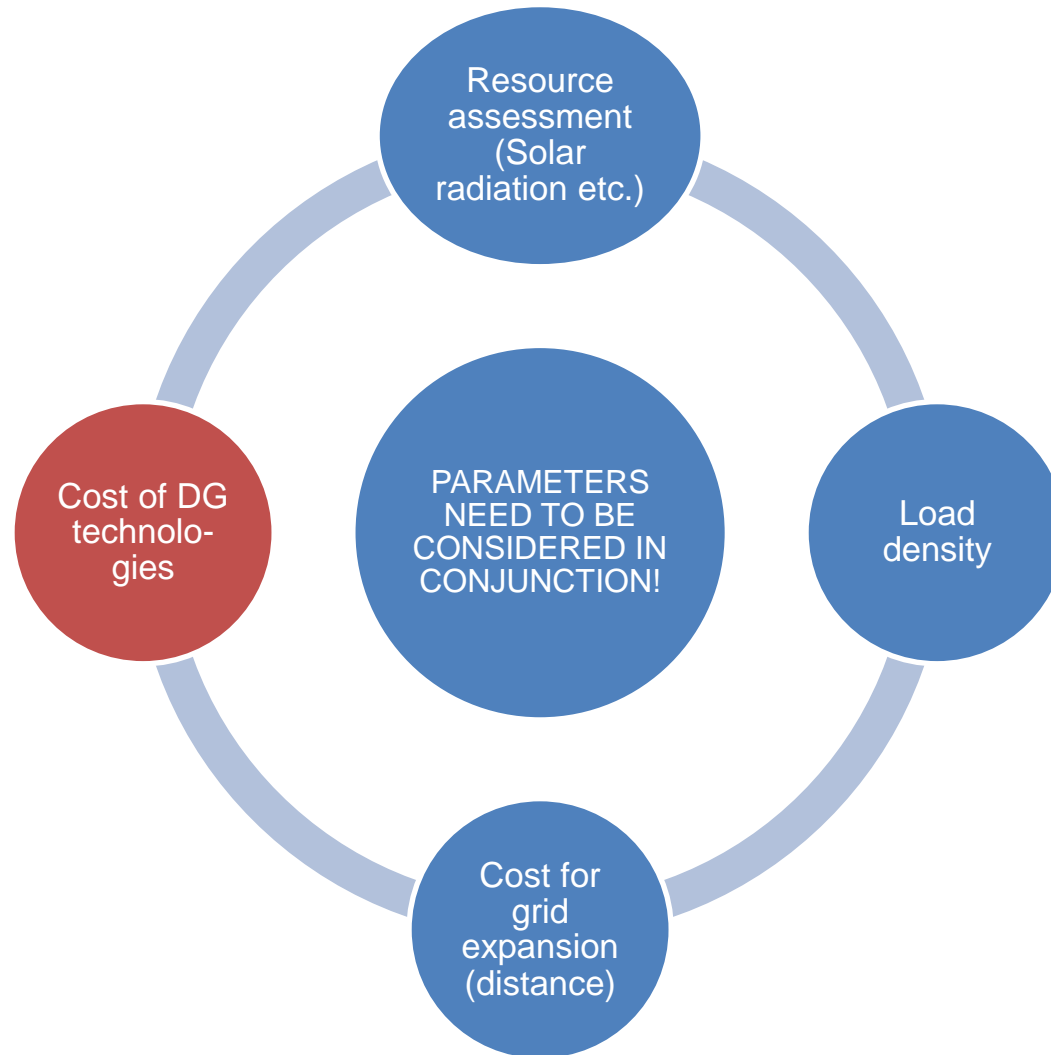 Resource
assessment
(Solar
radiation etc.)
Cost of DG
technolo-
gies
PARAMETERS
NEED TO BE
CONSIDERED IN
CONJUNCTION!
Load
density
Cost for
grid
expansion
(distance)